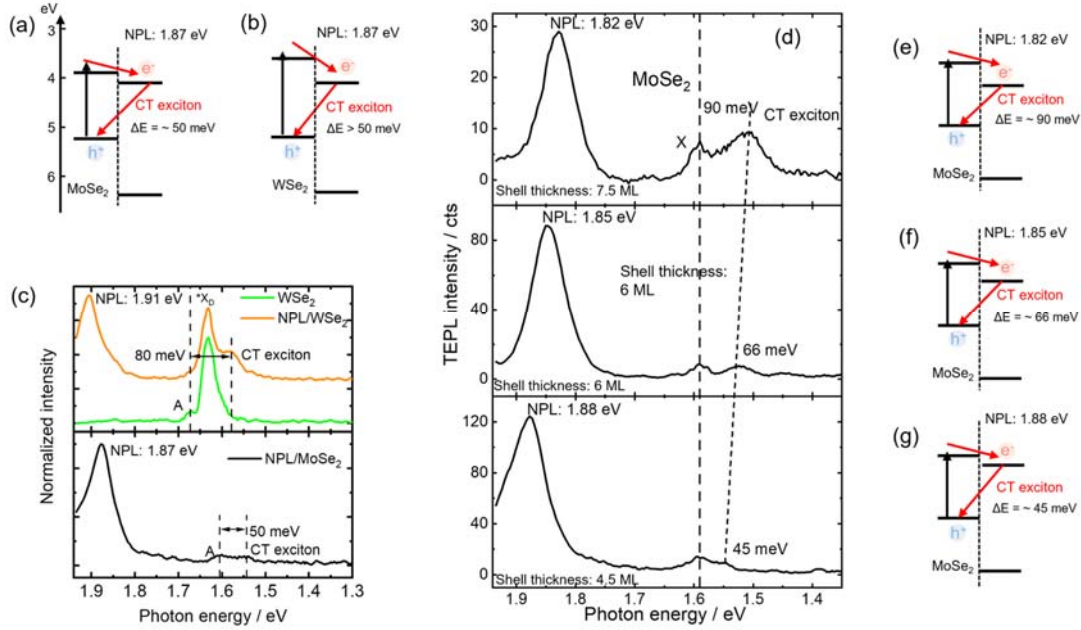 (a)
eV
3
4
5
6
NPL: 1.87 eV
e-
CT exciton
ΔE = ~ 50 meV
h+
MoSe2
(b)
NPL: 1.87 eV
e-
CT exciton
ΔE > 50 meV
h+
WSe2
(c)
NPL: 1.91 eV
*XD
WSe2
NPL/WSe2
80 meV
CT exciton
A
NPL: 1.87 eV
NPL/MoSe2
50 meV
A
CT exciton
Normalized intensity
1.9 1.8 1.7 1.6 1.5 1.4 1.3
Photon energy / eV
(d)
NPL: 1.82 eV
MoSe2
90 meV
CT exciton
X
Shell thickness: 7.5 ML
30
20
10
0
NPL: 1.85 eV
Shell thickness:
6 ML
66 meV
Shell thickness: 6 ML
80
40
0
NPL: 1.88 eV
45 meV
Shell thickness: 4,5 ML
120
80
40
0
TEPL intensity / cts
1.9 1.8 1.7 1.6 1.5 1.4
Photon energy / eV
(e)
NPL: 1.82 eV
e-
CT exciton
ΔE = ~ 90 meV
h+
MoSe2
(f)
NPL: 1.85 eV
e-
CT exciton
ΔE = ~ 66 meV
h+
MoSe2
(g)
NPL: 1.88 eV
e-
CT exciton
ΔE = ~ 45 meV
h+
MoSe2